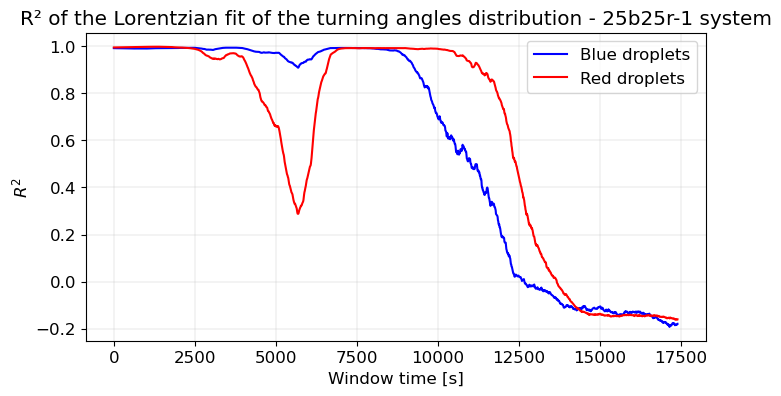 R² of the Lorentzian fit of the turning angles distribution - 25b25r-1 system
Blue droplets
Red droplets
1.0
0.8
0.6
0.4
0.2
0.0
−0.2
R²
0 2500 5000 7500 10000 12500 15000 17500
Window time [s]